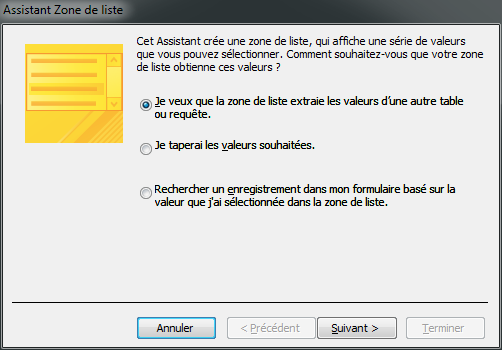 Assistant Zone de liste
Cet Assistant crée une zone de liste, qui affiche une série de valeurs
que vous pouvez sélectionner. Comment souhaitez-vous que votre zone
de liste obtienne ces valeurs ?
Je veux que la zone de liste extraie les valeurs d'une autre table
ou requête.
Je taperai les valeurs souhaitées.
Rechercher un enregistrement dans mon formulaire basé sur la
valeur que j'ai sélectionnée dans la zone de liste.
Annuler
< Précédent
Suivant >
Terminer